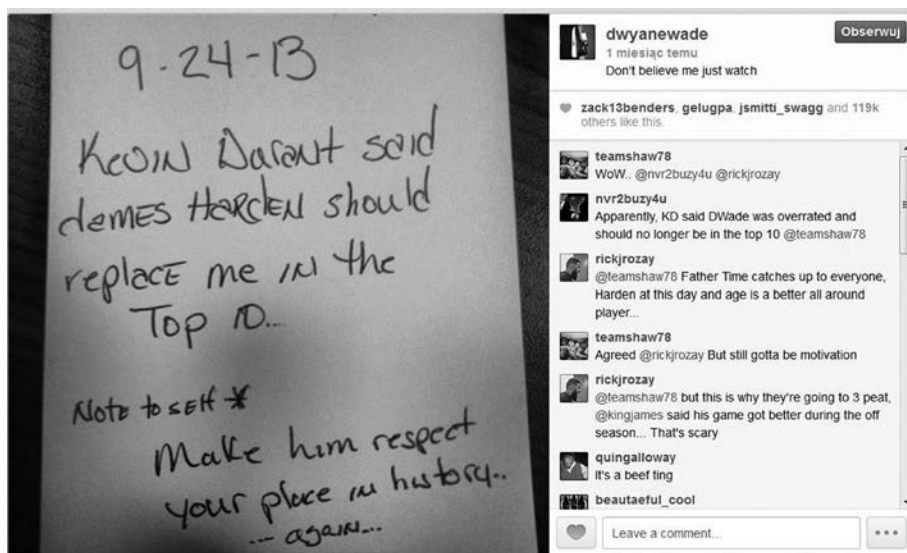 9-24-13
Kevin Darant said
James Harden should
replace me in the
Top 10...
Note to self *
Make him respect
your place in history..
... again...
dwyanewade
Obserwuj
1 miesiąc temu
Don't believe me just watch
zack13benders, gelugpa, jsmitti_swagg and 119k
others like this.
teamshaw78
WoW.. @nvr2buzy4u @rickjrozay
nvr2buzy4u
Apparently, KD said DWade was overrated and
should no longer be in the top 10 @teamshaw78
rickjrozay
@teamshaw78 Father Time catches up to everyone,
Harden at this day and age is a better all around
player...
teamshaw78
Agreed @rickjrozay But still gotta be motivation
rickjrozay
@teamshaw78 but this is why they're going to 3 peat,
@kingjames said his game got better during the off
season... That's scary
quingalloway
It's a beef ting
beautaeful_cool
Leave a comment...